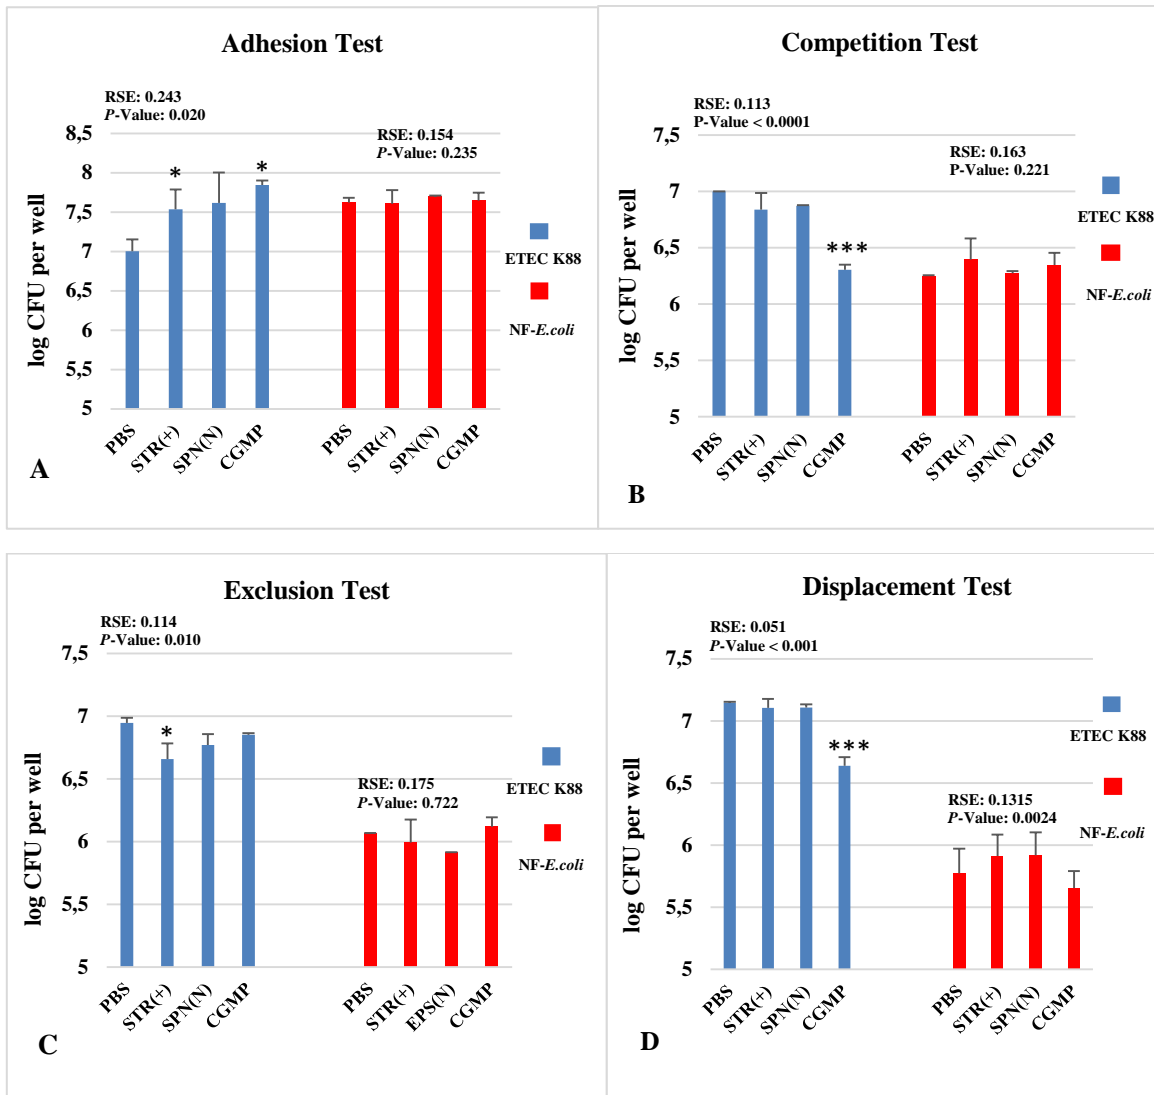 Adhesion Test
RSE: 0.243
P-Value: 0.020
RSE: 0.154
P-Value: 0.235
log CFU per well
8,5
8
7,5
7
6,5
6
5,5
5
*
*
PBS
STR(+)
SPN(N)
CGMP
PBS
STR(+)
SPN(N)
CGMP
ETEC K88
NF-E.coli
A
Competition Test
RSE: 0.113
P-Value < 0.0001
RSE: 0.163
P-Value: 0.221
log CFU per well
7,5
7
6,5
6
5,5
5
***
PBS
STR(+)
SPN(N)
CGMP
PBS
STR(+)
SPN(N)
CGMP
ETEC K88
NF-E.coli
B
Exclusion Test
RSE: 0.114
P-Value: 0.010
RSE: 0.175
P-Value: 0.722
log CFU per well
7,5
7
6,5
6
5,5
5
*
PBS
STR(+)
SPN(N)
CGMP
PBS
STR(+)
EPS(N)
CGMP
ETEC K88
NF-E.coli
C
Displacement Test
RSE: 0.051
P-Value < 0.001
RSE: 0.1315
P-Value: 0.0024
log CFU per well
7,5
7
6,5
6
5,5
5
***
PBS
STR(+)
SPN(N)
CGMP
PBS
STR(+)
SPN(N)
CGMP
ETEC K88
NF-E.coli
D